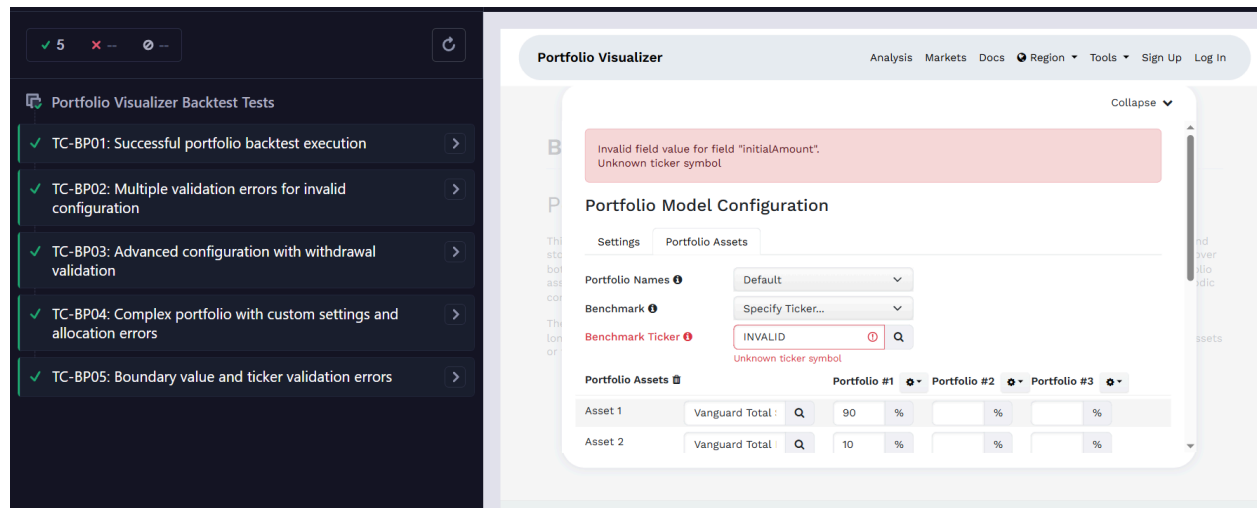 5 -- --
Portfolio Visualizer Backtest Tests
TC-BP01: Successful portfolio backtest execution
TC-BP02: Multiple validation errors for invalid
configuration
TC-BP03: Advanced configuration with withdrawal
validation
TC-BP04: Complex portfolio with custom settings and
allocation errors
TC-BP05: Boundary value and ticker validation errors
Portfolio Visualizer Analysis Markets Docs Region Tools Sign Up Log In
Collapse
Invalid field value for field "initialAmount".
Unknown ticker symbol
Portfolio Model Configuration
Settings Portfolio Assets
Portfolio Names Default
Benchmark Specify Ticker...
Benchmark Ticker INVALID
Unknown ticker symbol
Portfolio Assets Portfolio #1 Portfolio #2 Portfolio #3
Asset 1 Vanguard Total 90 % % %
Asset 2 Vanguard Total 10 % % %